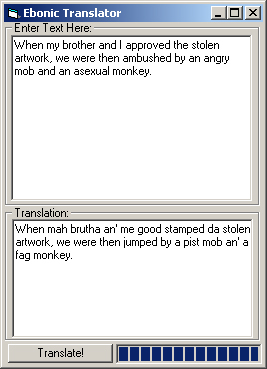 Ebonic Translator
Enter Text Here:
When my brother and I approved the stolen
artwork, we were then ambushed by an angry
mob and an asexual monkey.
Translation:
When mah brutha an' me good stamped da stolen
artwork, we were then jumped by a pist mob an' a
fag monkey.
Translate!